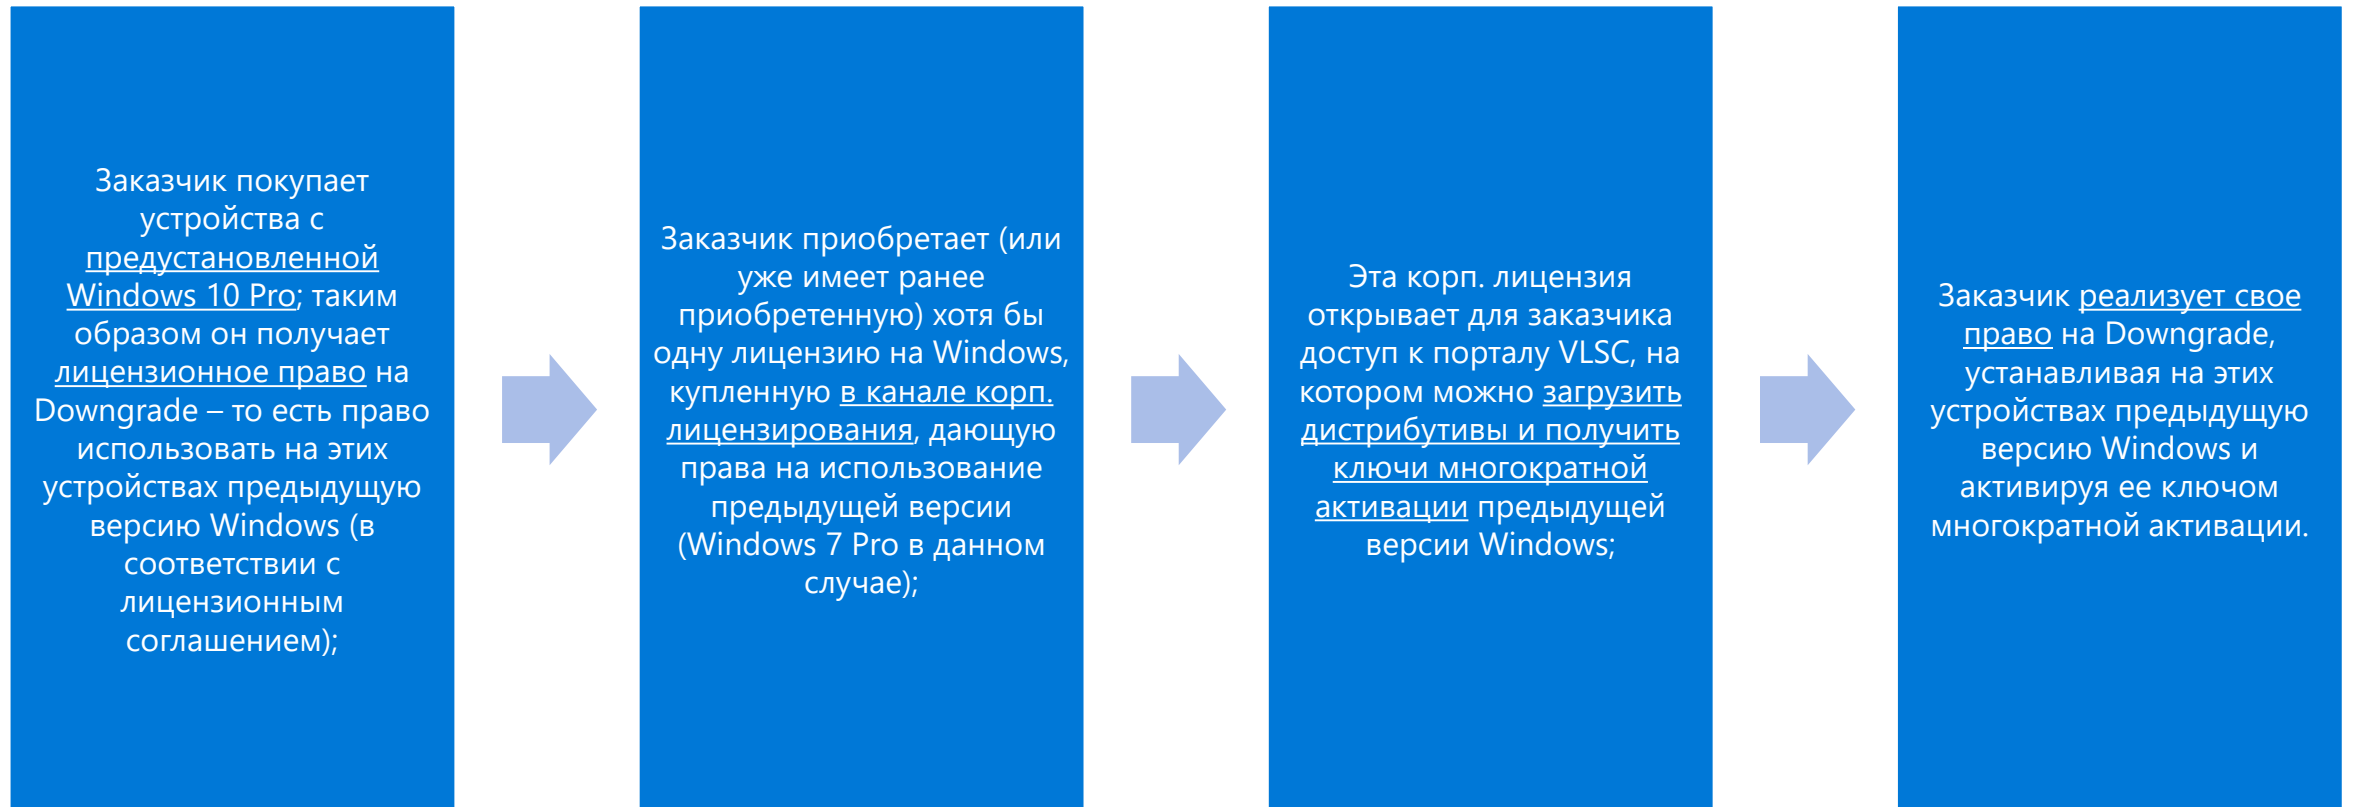 Заказчик покупает
устройства с
предустановленной
Windows 10 Pro; таким
образом он получает
лицензионное право на
Downgrade – то есть право
использовать на этих
устройствах предыдущую
версию Windows (в
соответствии с
лицензионным
соглашением);
Заказчик приобретает (или
уже имеет ранее
приобретенную) хотя бы
одну лицензию на Windows,
купленную в канале корп.
лицензирования, дающую
права на использование
предыдущей версии
(Windows 7 Pro в данном
случае);
Эта корп. лицензия
открывает для заказчика
доступ к порталу VLSC, на
котором можно загрузить
дистрибутивы и получить
ключи многократной
активации предыдущей
версии Windows;
Заказчик реализует свое
право на Downgrade,
устанавливая на этих
устройствах предыдущую
версию Windows и
активируя ее ключом
многократной активации.